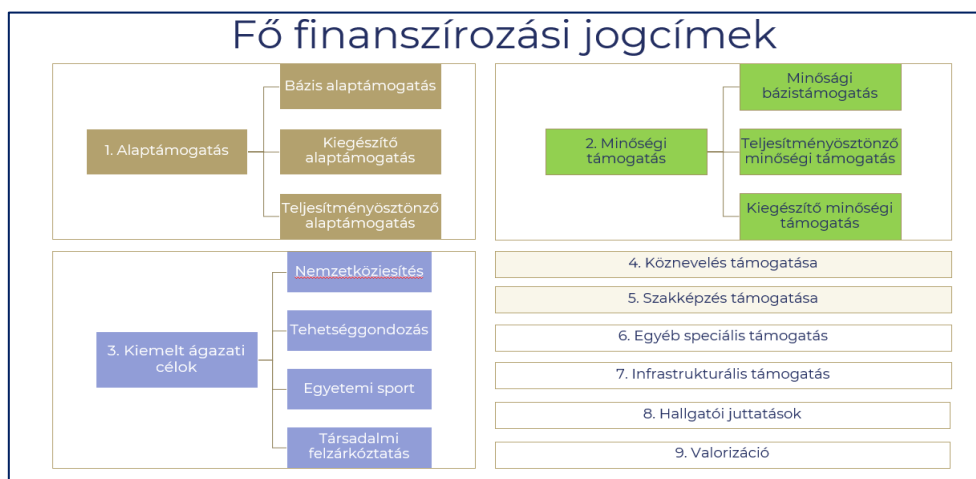 Fő finanszírozási jogcímek
1. Alaptámogatás
Bázis alaptámogatás
Kiegészítő
alaptámogatás
Teljesítményösztönző
alaptámogatás
2. Minőségi
támogatás
Minősági
bázistámogatás
Teljesítményösztönző
minőségi támogatás
Kiegészítő minőségi
támogatás
3. Kiemelt ágazati
célok
Nemzetköziesítés
Tehetséggondozás
Egyetemi sport
Társadalmi
felzárkóztatás
4. Köznevelés támogatása
5. Szakképzés támogatása
6. Egyéb speciális támogatás
7. Infrastrukturális támogatás
8. Hallgatói juttatások
9. Valorizáció